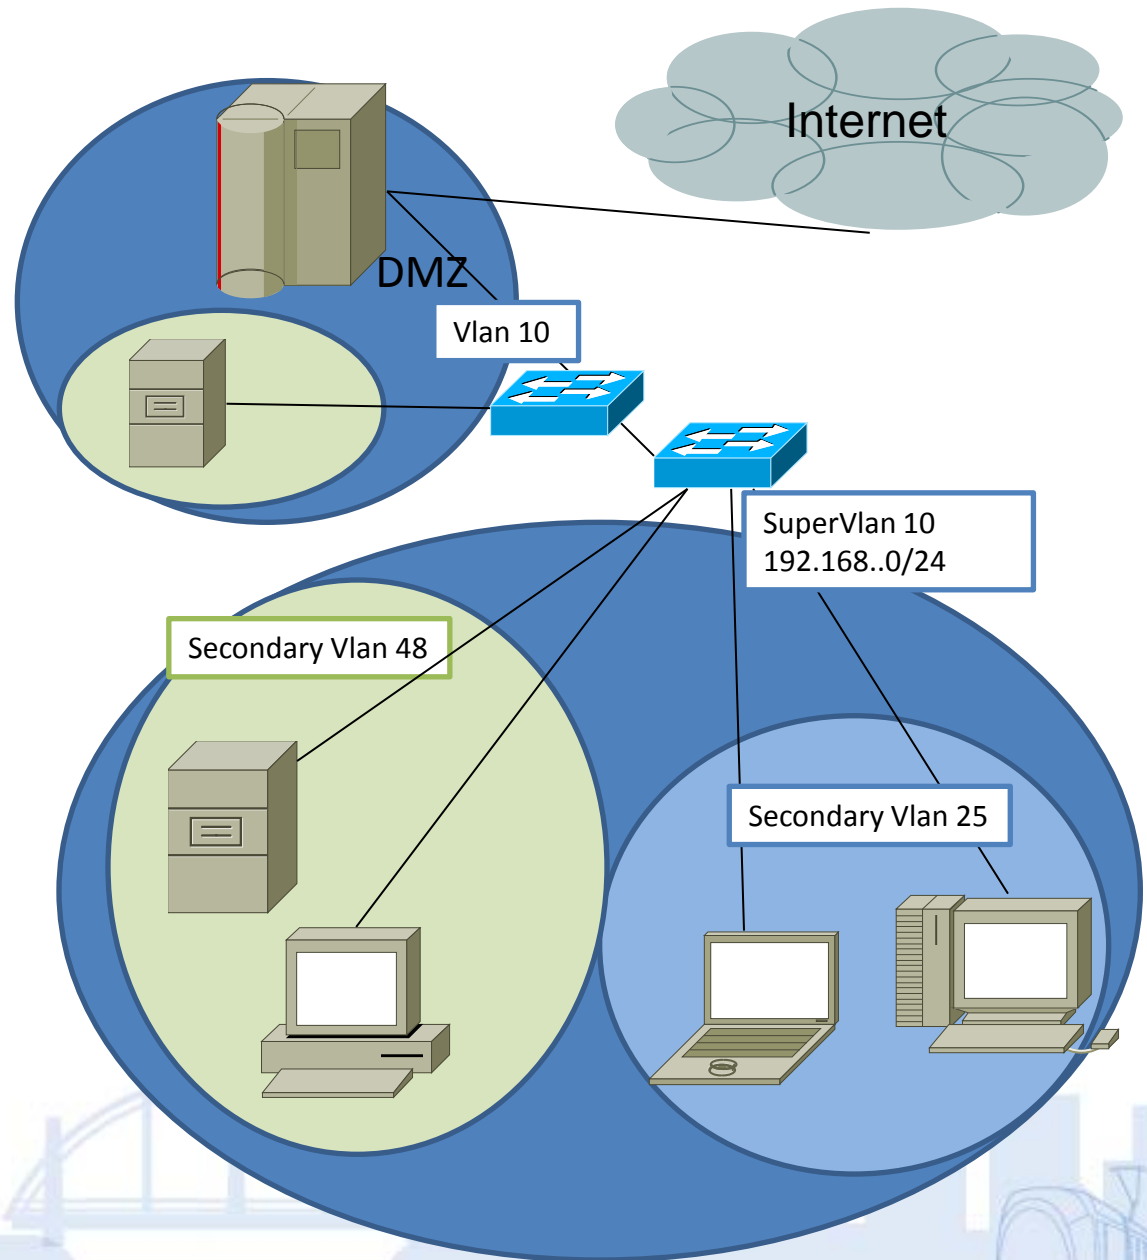 Internet
DMZ
Vlan 10
SuperVlan 10
192.168..0/24
Secondary Vlan 48
Secondary Vlan 25